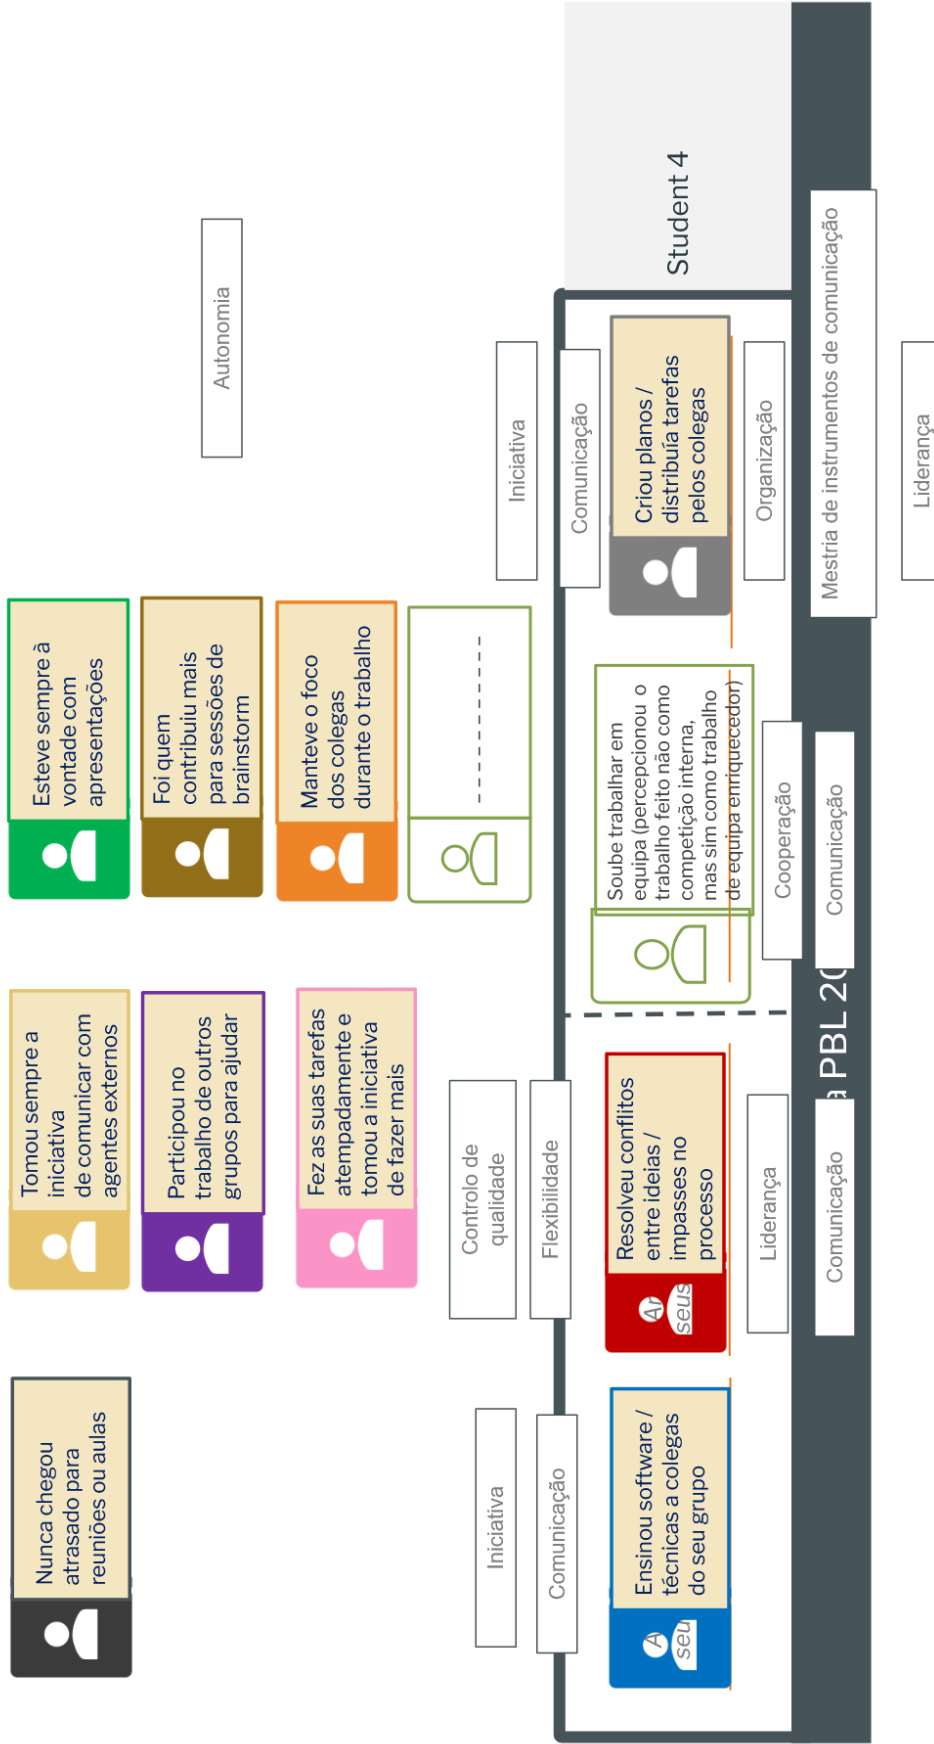 Nunca chegou
atrasado para
reuniões ou aulas
Tomou sempre a
iniciativa
de comunicar com
agentes externos
Esteve sempre à
vontade com
apresentações
Participou no
trabalho de outros
grupos para ajudar
Foi quem
contribuiu mais
para sessões de
brainstorm
Autonomia
Fez as suas tarefas
atempadamente e
tomou a iniciativa
de fazer mais
Manteve o foco
dos colegas
durante o trabalho
Iniciativa
Comunicação
Controlo de
qualidade
Flexibilidade
Iniciativa
Comunicação
A
seu
Ensinou software /
técnicas a colegas
do seu grupo
Ar
seus
Resolveu conflitos
entre ideias /
impasses no
processo
Soube trabalhar em
equipa (percepcionou o
trabalho feito não como
competição interna,
mas sim como trabalho
de equipa enriquecedor)
Criou planos /
distribuía tarefas
pelos colegas
Student 4
Liderança
Cooperação
Organização
Comunicação
a PBL 20
Comunicação
Mestria de instrumentos de comunicação
Liderança